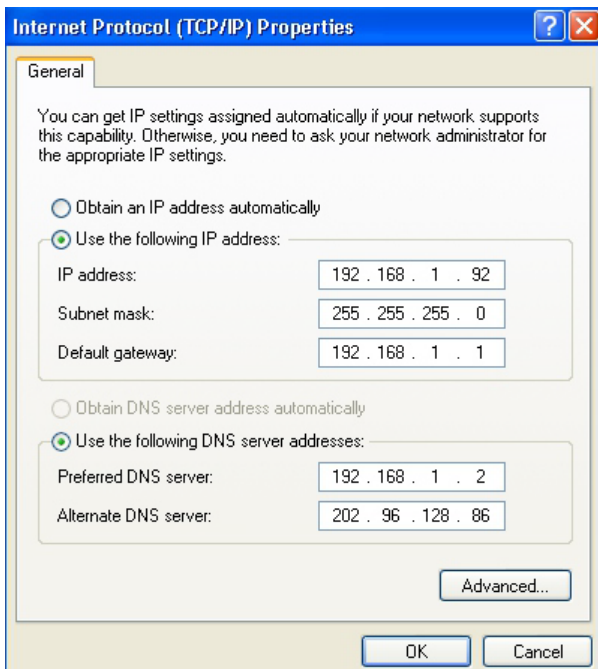 Internet Protocol (TCP/IP) Properties
General
You can get IP settings assigned automatically if your network supports
this capability. Otherwise, you need to ask your network administrator for
the appropriate IP settings.
Obtain an IP address automatically
Use the following IP address:
IP address: 192 . 168 . 1 . 92
Subnet mask: 255 . 255 . 255 . 0
Default gateway: 192 . 168 . 1 . 1
Obtain DNS server address automatically
Use the following DNS server addresses:
Preferred DNS server: 192 . 168 . 1 . 2
Alternate DNS server: 202 . 96 . 128 . 86
Advanced...
OK Cancel